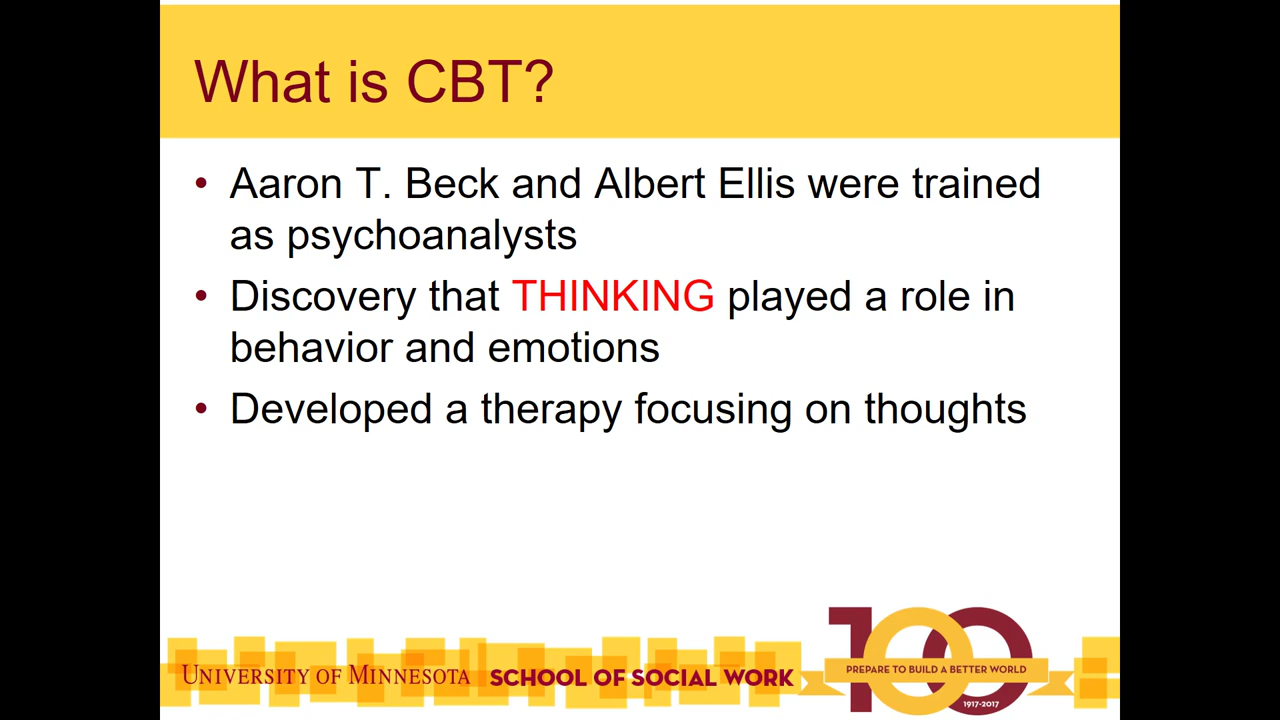 What is CBT?
• Aaron T. Beck and Albert Ellis were trained
as psychoanalysts
• Discovery that THINKING played a role in
behavior and emotions
• Developed a therapy focusing on thoughts
UNIVERSITY OF MINNESOTA SCHOOL OF SOCIAL WORK
100
PREPARE TO BUILD A BETTER WORLD
1917-2017